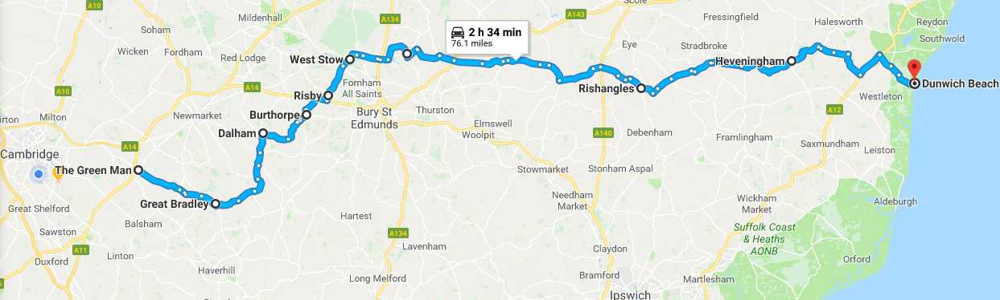 A10
A134
A143
Scole
Fressingfield
Halesworth
Reydon
Southwold
Mildenhall
Soham
Wicken
Fordham
Red Lodge
West Stow
2 h 34 min
76.1 miles
Eye
Stradbroke
Heveningham
Dunwich Beach
Westleton
A10
A14
Risby
Fornham
All Saints
Rishangles
A12
Milton
Newmarket
Burthorpe
Bury St
Edmunds
Thurston
Elmswell
Woolpit
A140
Debenham
Framlingham
Saxmundham
Leiston
Dalham
A14
Cambridge
The Green Man
Stowmarket
Stonham Aspal
Great Shelford
Great Bradley
Needham
Market
Wickham
Market
Aldeburgh
Sawston
Balsham
Hartest
A134
Suffolk Coast
& Heaths
AONB
A11
Linton
Duxford
Lavenham
Claydon
Orford
Haverhill
Long Melford
Bramford
Martlesham
Ipswich